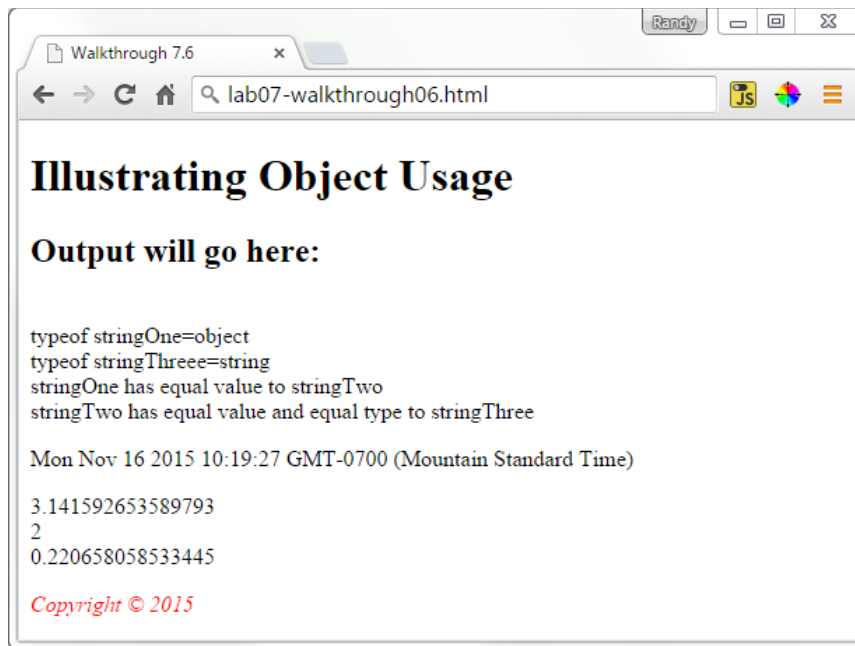 Randy
Walkthrough 7.6
lab07-walkthrough06.html
JS
Illustrating Object Usage
Output will go here:
typeof stringOne=object
typeof stringThreee=string
stringOne has equal value to stringTwo
stringTwo has equal value and equal type to stringThree
Mon Nov 16 2015 10:19:27 GMT-0700 (Mountain Standard Time)
3.141592653589793
2
0.220658058533445
Copyright © 2015